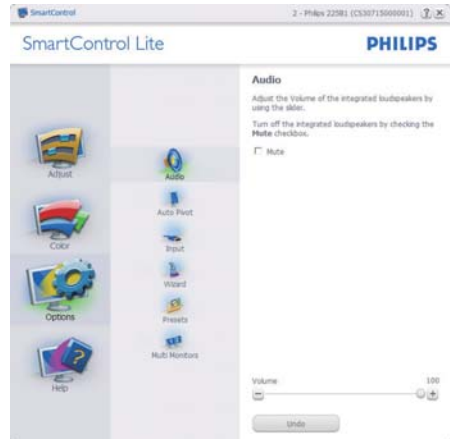 SmartControl
2 - Philips 225B1 (CS30715000001)
SmartControl Lite
PHILIPS
Adjust
Color
Options
Help
Audio
Auto Pivot
Input
Wizard
Presets
Multi Monitors
Audio
Adjust the Volume of the integrated loudspeakers by
using the slider.
Turn off the integrated loudspeakers by checking the
Mute checkbox.
Mute
Volume
100
Undo